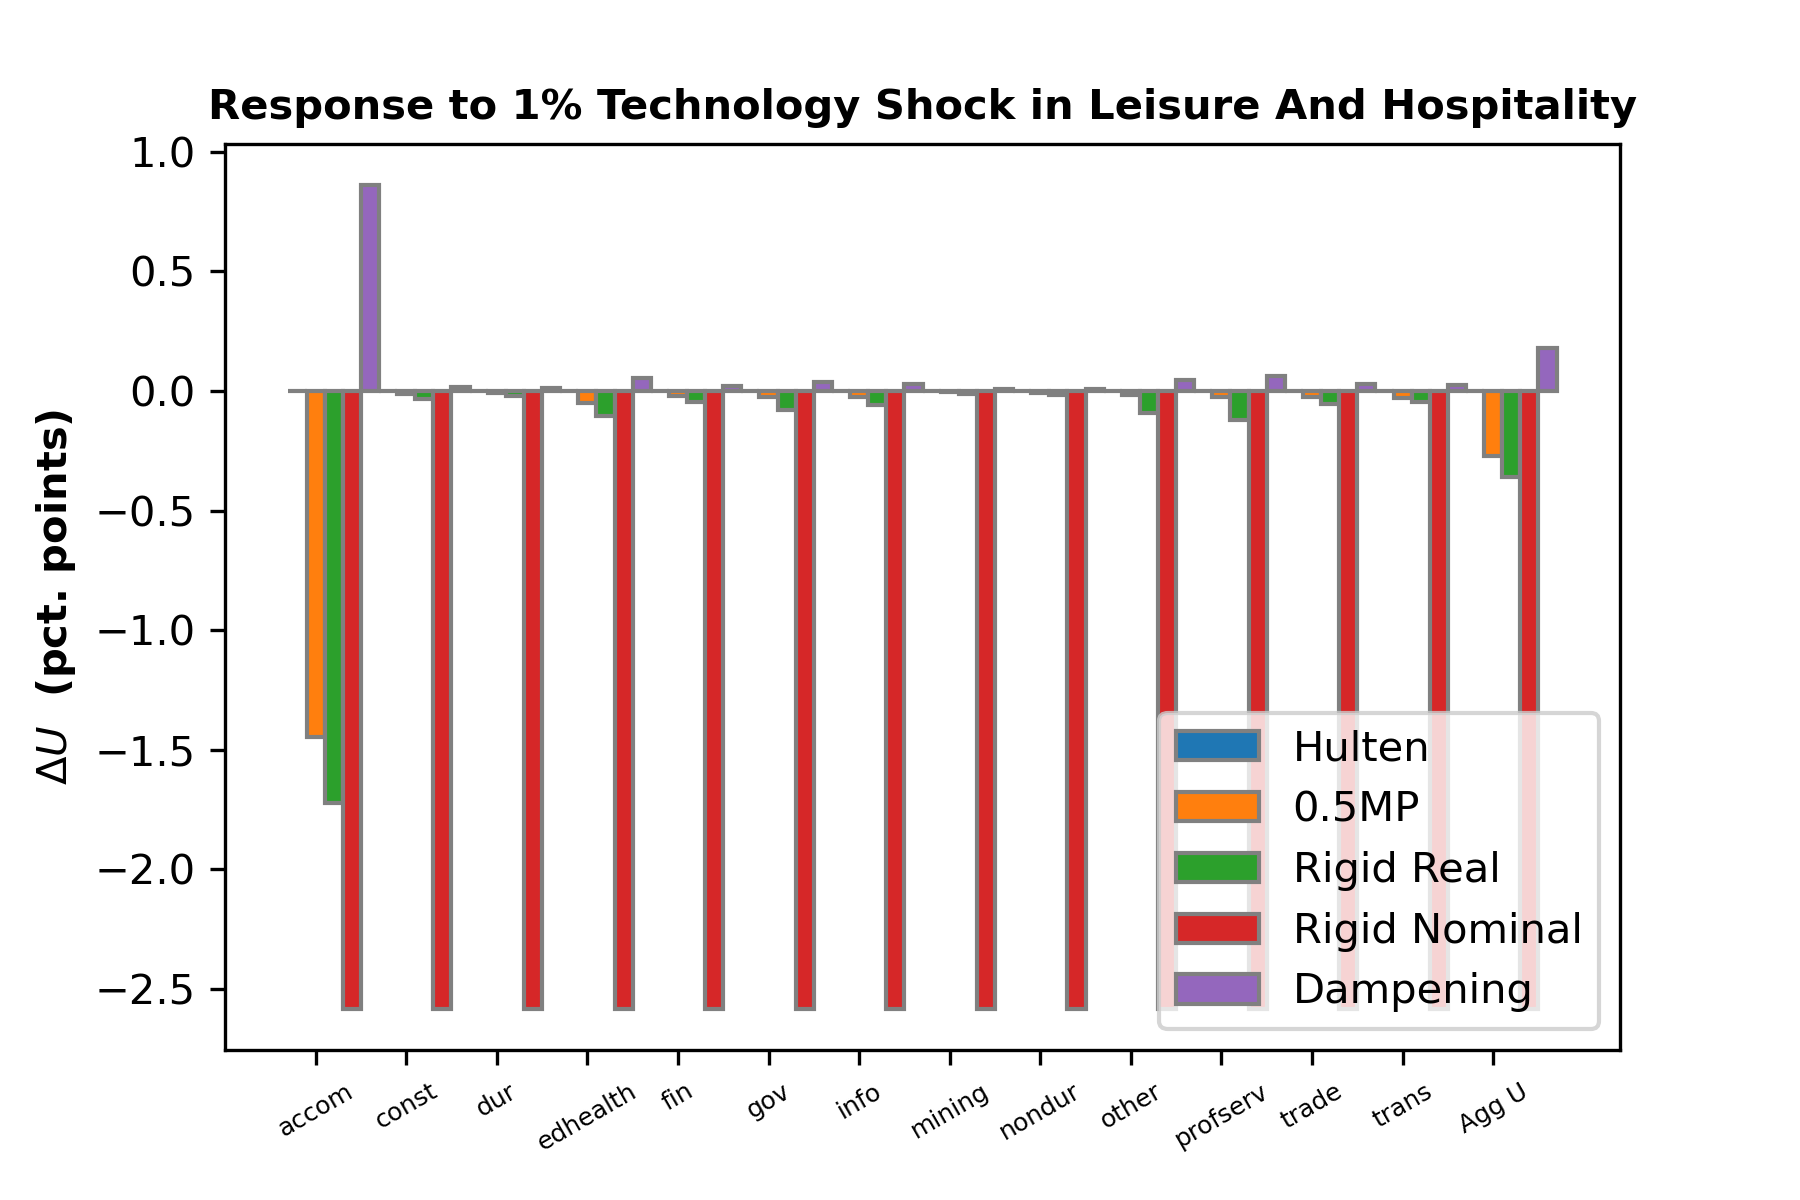 Response to 1% Technology Shock in Leisure And Hospitality
ΔU (pct. points)
1.0
0.5
0.0
−0.5
−1.0
−1.5
−2.0
−2.5
Hulten
0.5MP
Rigid Real
Rigid Nominal
Dampening
accom
const
dur
edhealth
fin
gov
info
mining
nondur
other
profserv
trade
trans
Agg U